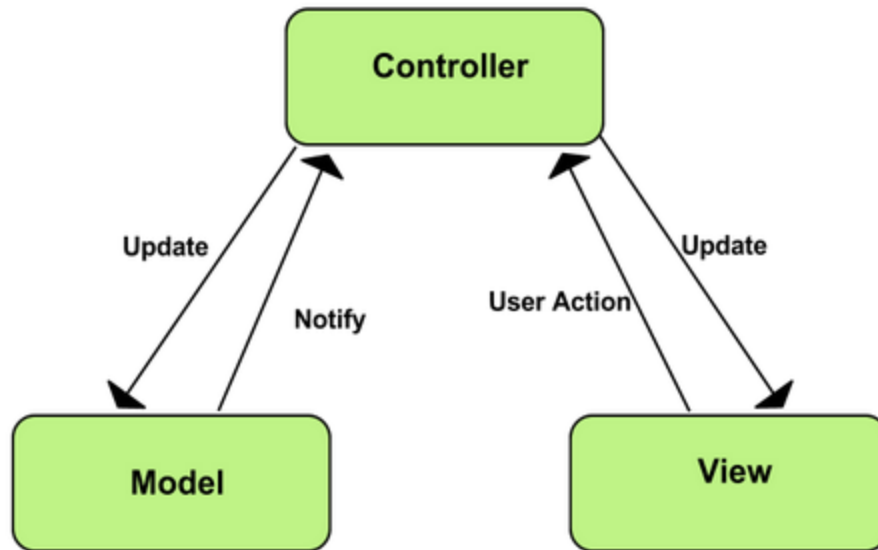 Controller
Update
Update
User Action
Notify
Model
View